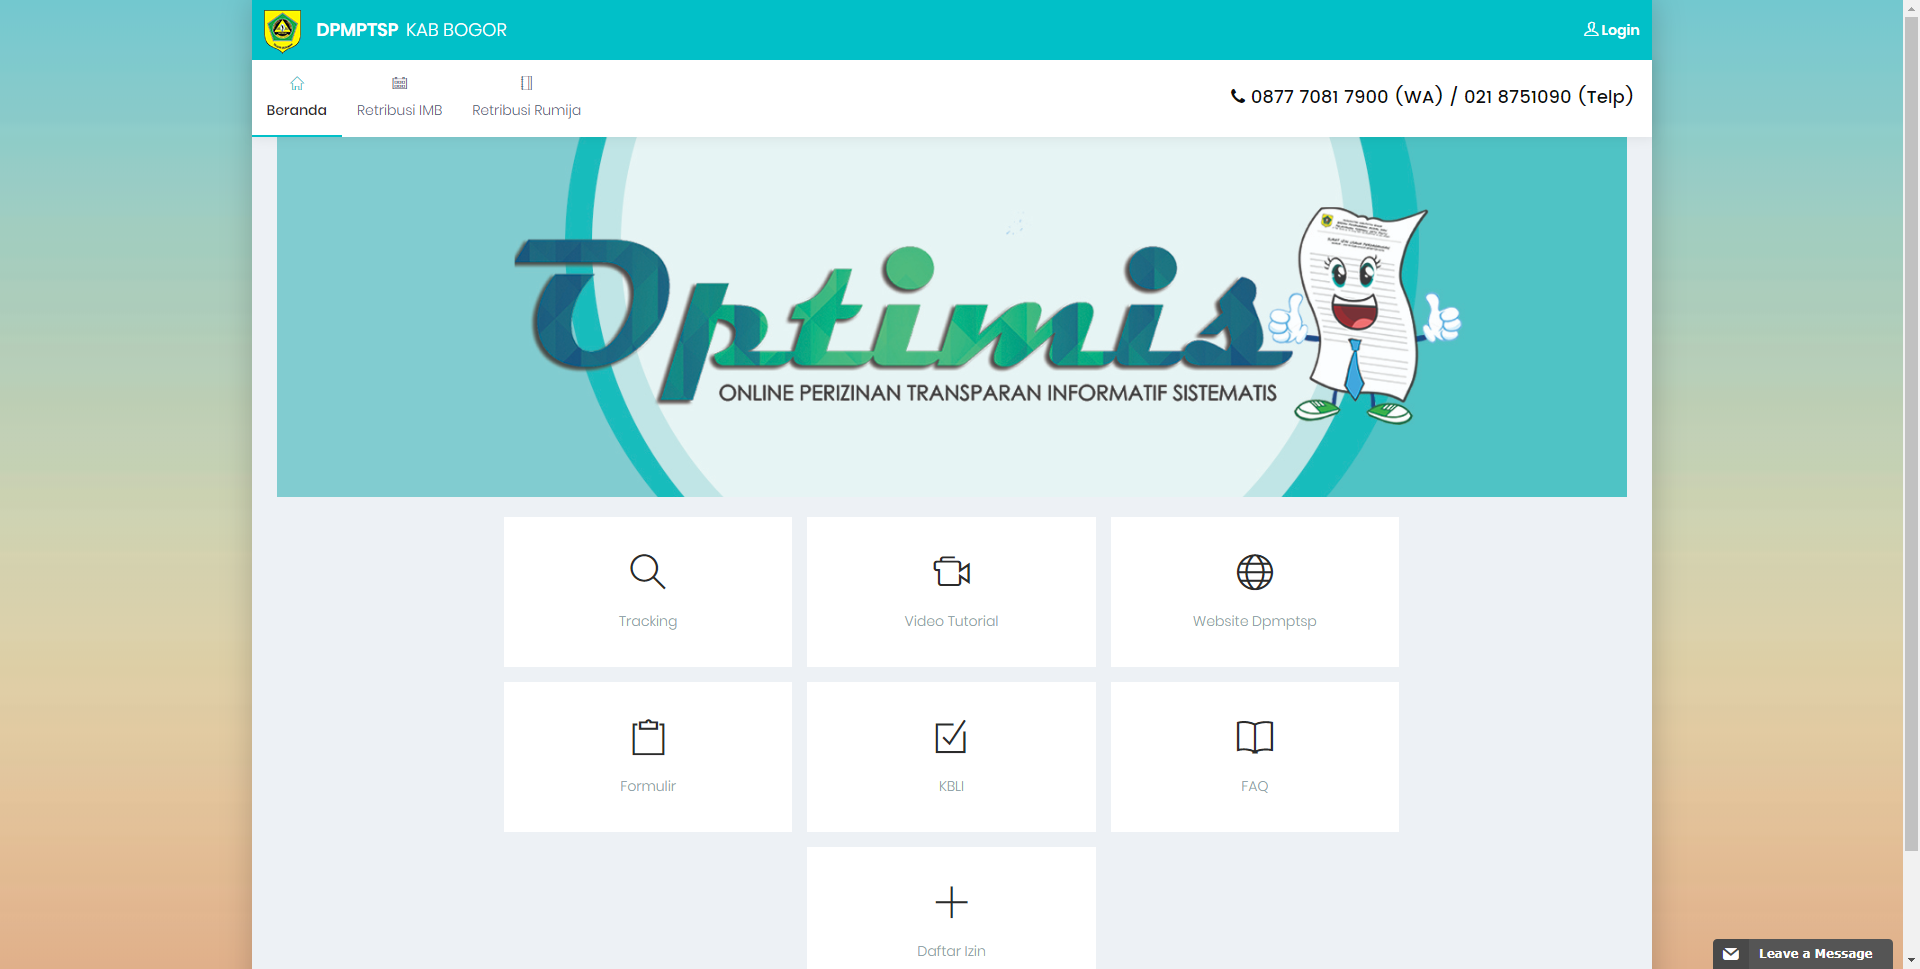 DPMPTSP KAB BOGOR
Login
Beranda
Retribusi IMB
Retribusi Rumija
0877 7081 7900 (WA) / 021 8751090 (Telp)
Optimis
ONLINE PERIZINAN TRANSPARAN INFORMATIF SISTEMATIS
Tracking
Video Tutorial
Website Dpmptsp
Formulir
KBLI
FAQ
Daftar Izin
Leave a Message